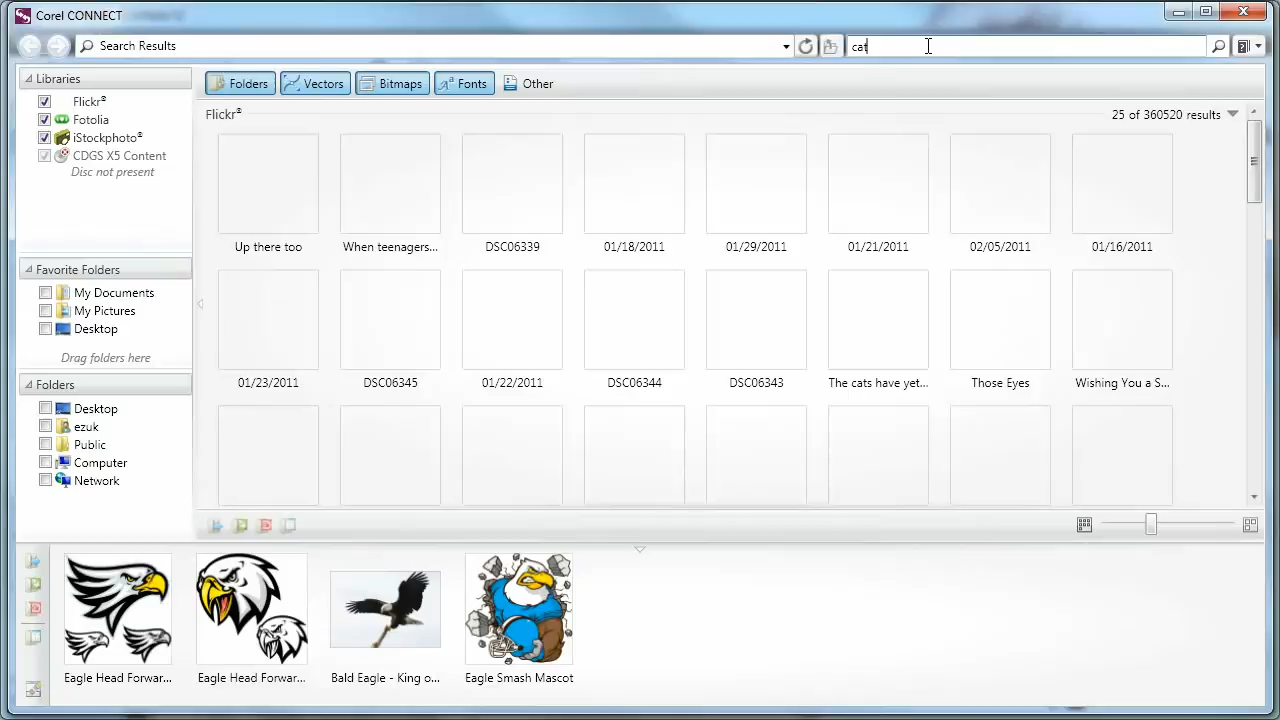 Corel CONNECT
Search Results
cat
Libraries
Flickr®
Fotolia
iStockphoto®
CDGS X5 Content
Disc not present
Favorite Folders
My Documents
My Pictures
Desktop
Drag folders here
Folders
Desktop
ezuk
Public
Computer
Network
Folders Vectors Bitmaps Fonts Other
Flickr® 25 of 360520 results
Up there too When teenagers... DSC06339 01/18/2011 01/29/2011 01/21/2011 02/05/2011 01/16/2011
01/23/2011 DSC06345 01/22/2011 DSC06344 DSC06343 The cats have yet... Those Eyes Wishing You a S...
Eagle Head Forwar... Eagle Head Forwar... Bald Eagle - King o... Eagle Smash Mascot